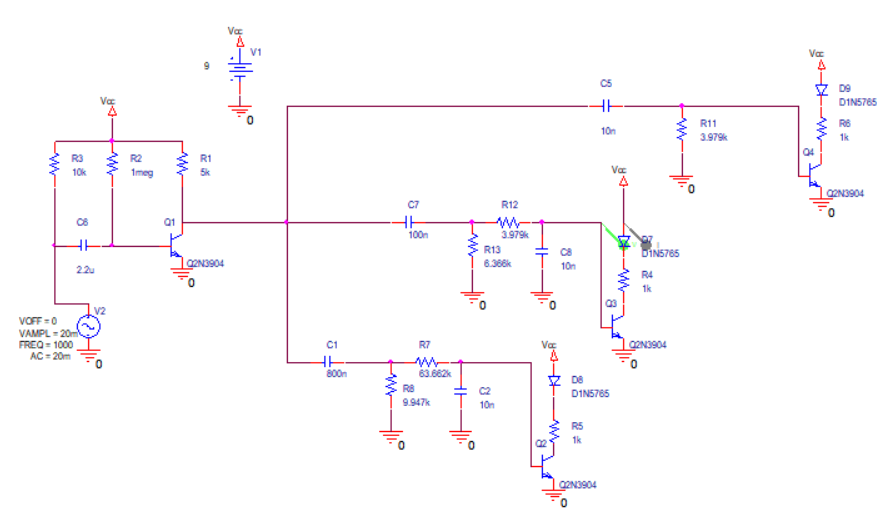 Vcc
V1
9
0
Vcc
R3
10k
R2
1meg
R1
5k
C6
2.2u
Q1
Q2N3904
0
V2
VOFF = 0
VAMPL = 20m
FREQ = 1000
AC = 20m
0
C5
10n
R11
3.979k
0
Vcc
D9
D1N5765
R6
1k
Q4
Q2N3904
0
C7
100n
R13
6.366k
0
R12
3.979k
C8
10n
0
Vcc
D7
D1N5765
R4
1k
Q3
Q2N3904
0
C1
800n
R8
9.947k
0
R7
63.662k
C2
10n
0
Vcc
D8
D1N5765
R5
1k
Q2
Q2N3904
0